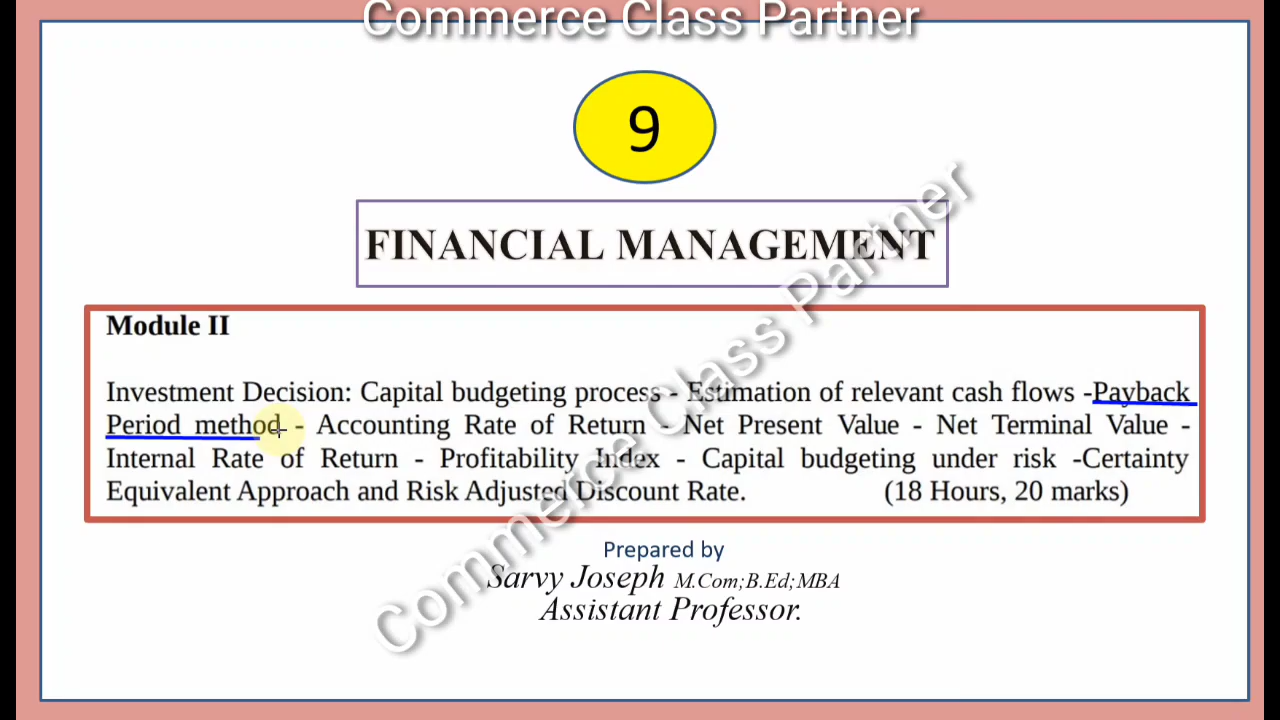 Commerce Class Partner
9
FINANCIAL MANAGEMENT
Module II
Investment Decision: Capital budgeting process - Estimation of relevant cash flows -Payback
Period method - Accounting Rate of Return - Net Present Value - Net Terminal Value -
Internal Rate of Return - Profitability Index - Capital budgeting under risk -Certainty
Equivalent Approach and Risk Adjusted Discount Rate. (18 Hours, 20 marks)
Prepared by
Sarvy Joseph M.Com;B.Ed;MBA
Assistant Professor.
Commerce Class Partner